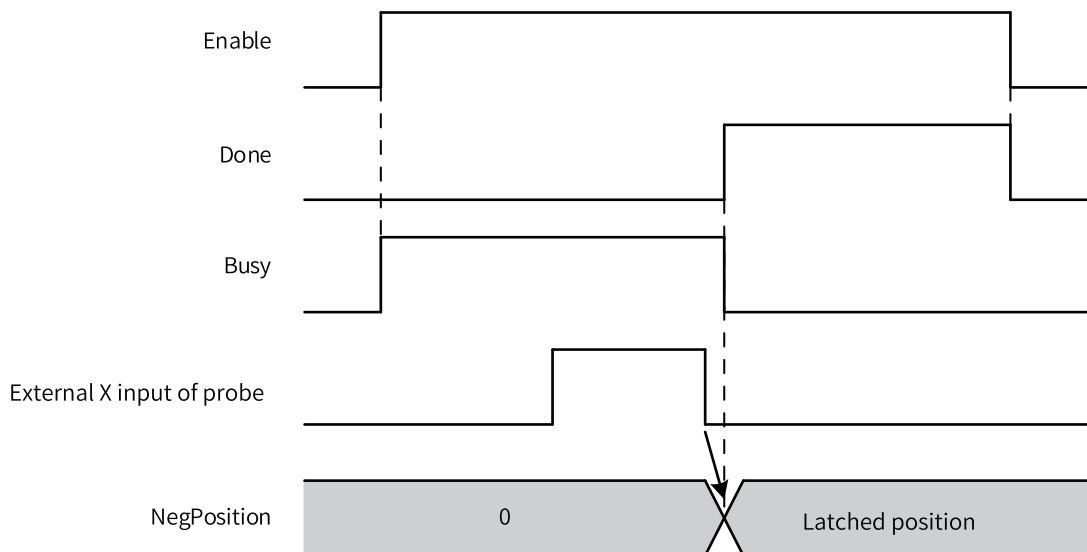 Enable
Done
Busy
External X input of probe
NegPosition
0
Latched position